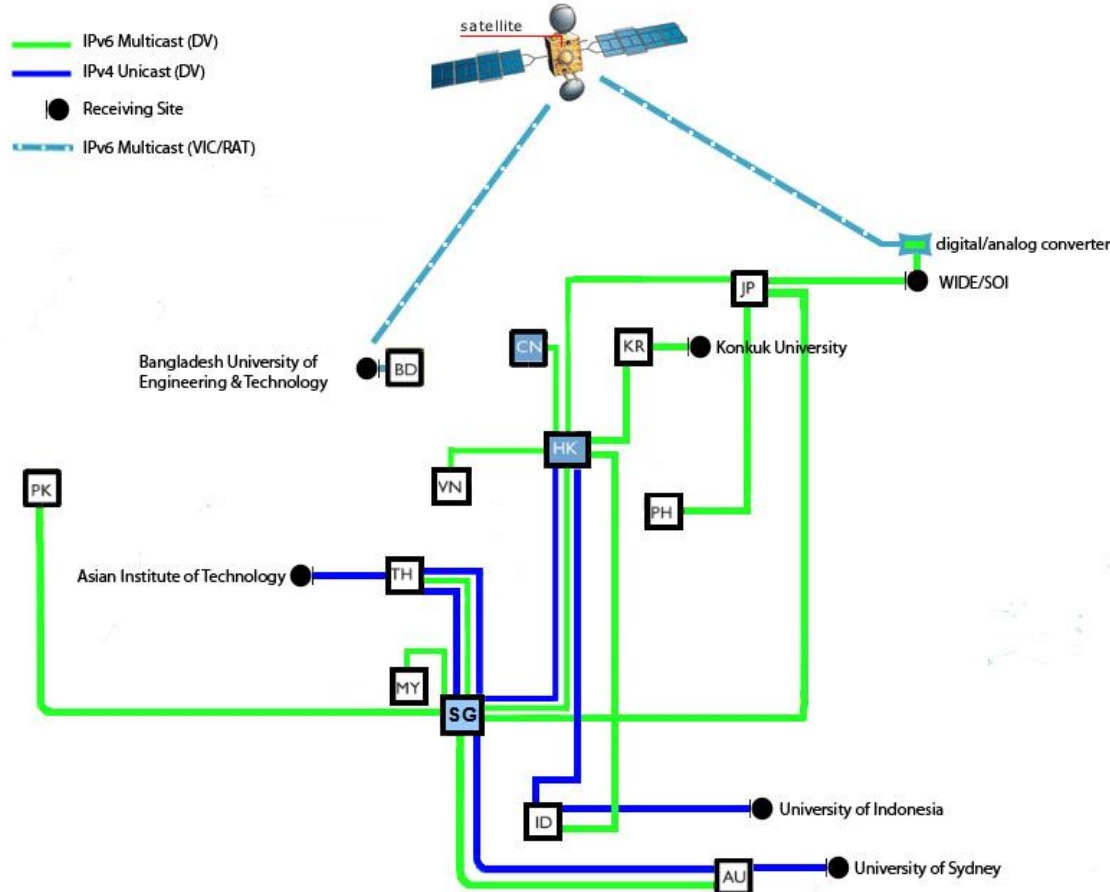 satellite
IPv6 Multicast (DV)
IPv4 Unicast (DV)
Receiving Site
IPv6 Multicast (VIC/RAT)
digital/analog converter
WIDE/SOI
JP
CN
KR
Konkuk University
Bangladesh University of
Engineering & Technology
BD
HK
PK
VN
PH
Asian Institute of Technology
TH
MY
SG
ID
University of Indonesia
AU
University of Sydney